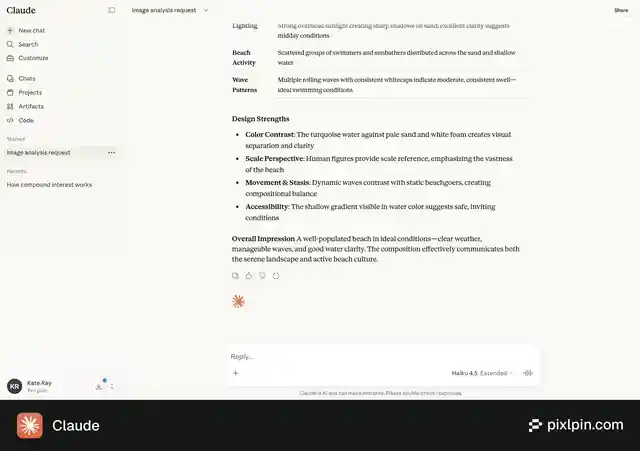 Claude
Image analysis request
Share
New chat
Search
Customize
Chats
Projects
Artifacts
Code
Starred
Image analysis request
Recents
How compound interest works
Kate Ray
KR
Lighting
Strong overhead sunlight creating sharp shadows on sand; excellent clarity suggests
midday conditions
Beach
Activity
Scattered groups of swimmers and sunbathers distributed across the sand and shallow
water
Wave
Patterns
Multiple rolling waves with consistent whitecaps indicate moderate, consistent swell—
ideal swimming conditions
Design Strengths
• Color Contrast: The turquoise water against pale sand and white foam creates visual
separation and clarity
• Scale Perspective: Human figures provide scale reference, emphasizing the vastness
of the beach
• Movement & Stasis: Dynamic waves contrast with static beachgoers, creating
compositional balance
• Accessibility: The shallow gradient visible in water color suggests safe, inviting
conditions
Overall Impression A well-populated beach in ideal conditions—clear weather,
manageable waves, and good water clarity. The composition effectively communicates both
the serene landscape and active beach culture.
Reply...
Haiku 4.5 Extended
Claude is AI and can make mistakes. Please double-check responses.
Claude
pixlpin.com